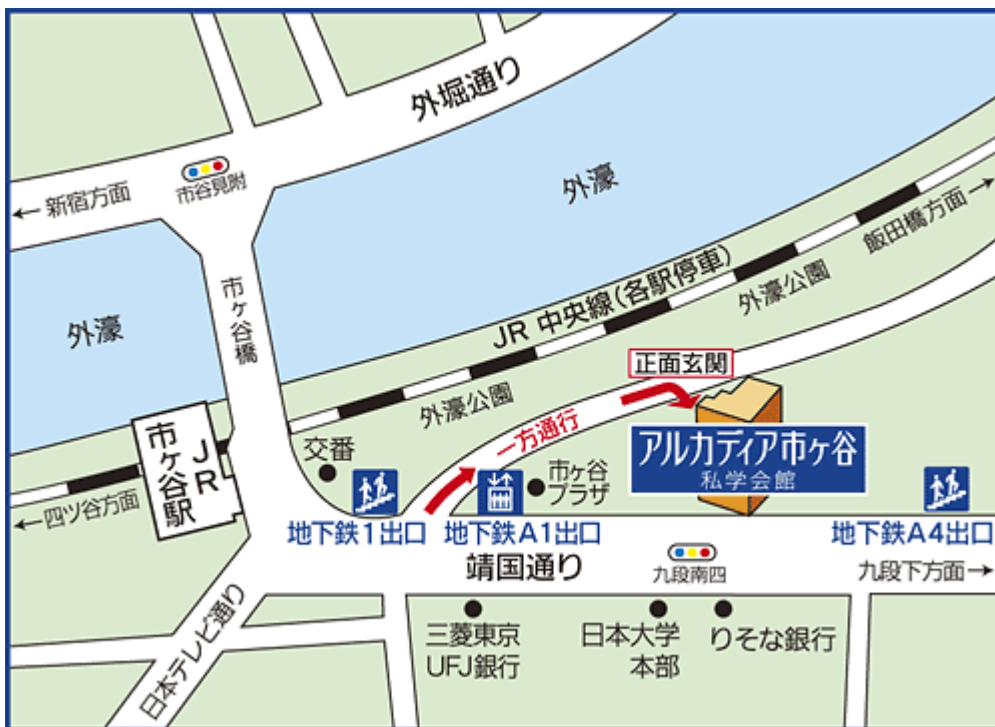 外堀通り
市谷見附
←新宿方面
外濠
飯田橋方面→
市ヶ谷橋
外濠
JR 中央線(各駅停車)
外濠公園
正面玄関
外濠公園
一方通行
アルカディア市ヶ谷
私学会館
JR
市ヶ谷駅
交番
市ヶ谷
プラザ
←四ツ谷方面
地下鉄1出口
地下鉄A1出口
地下鉄A4出口
靖国通り
九段南四
九段下方面→
日本テレビ通り
三菱東京
UFJ銀行
日本大学
本部
りそな銀行